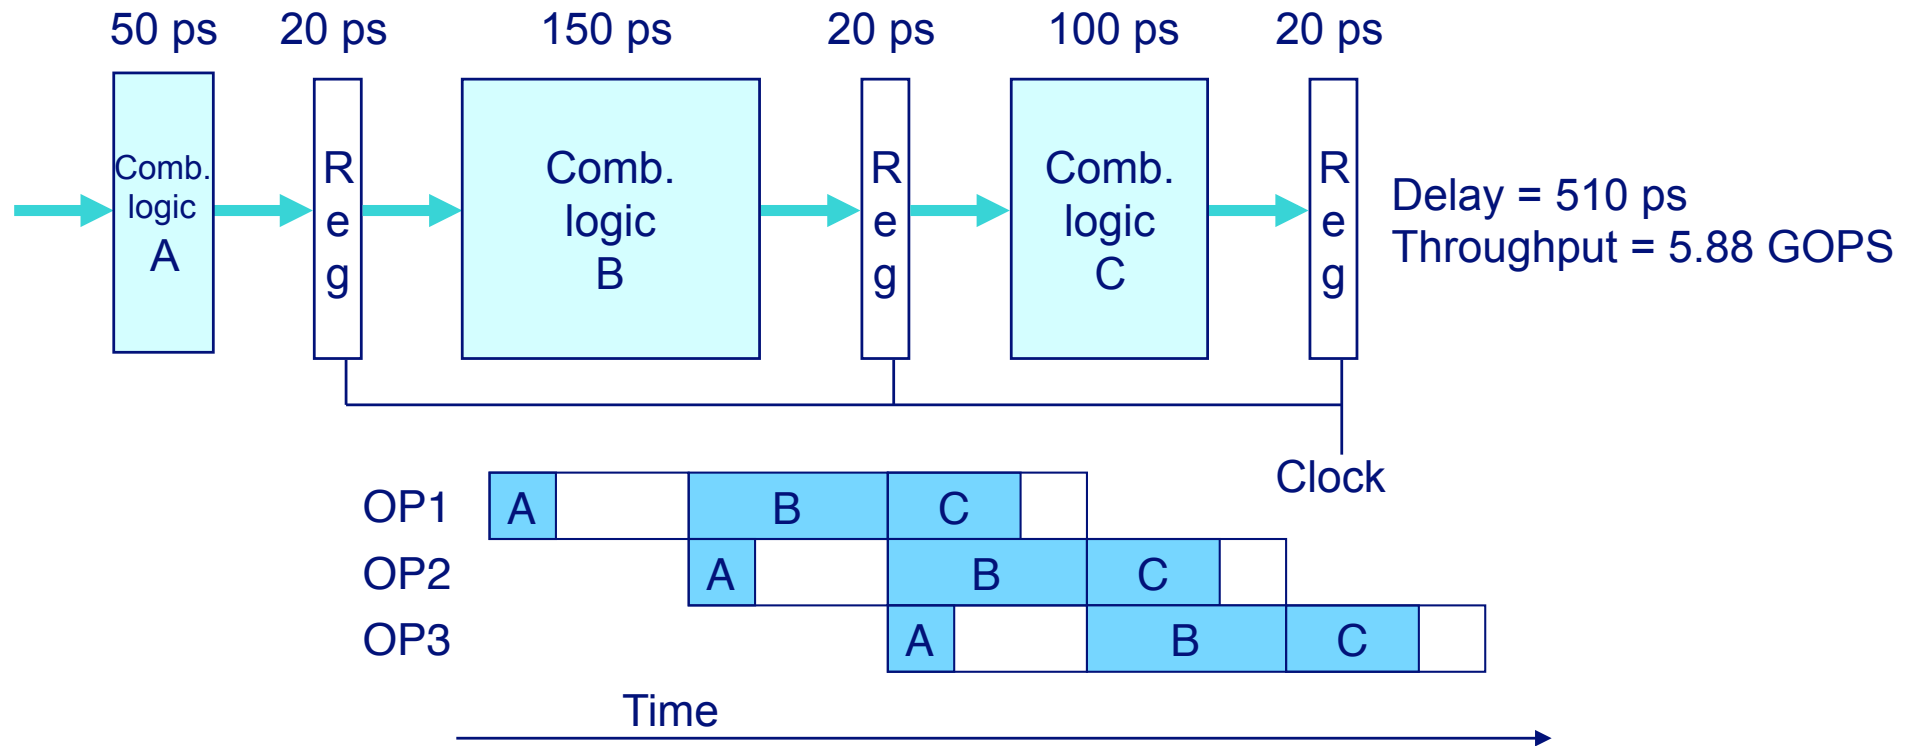 50 ps 20 ps 150 ps 20 ps 100 ps 20 ps
Comb.
logic
A
R
e
g
Comb.
logic
B
R
e
g
Comb.
logic
C
R
e
g
Delay = 510 ps
Throughput = 5.88 GOPS
Clock
OP1 A B C
OP2 A B C
OP3 A B C
Time